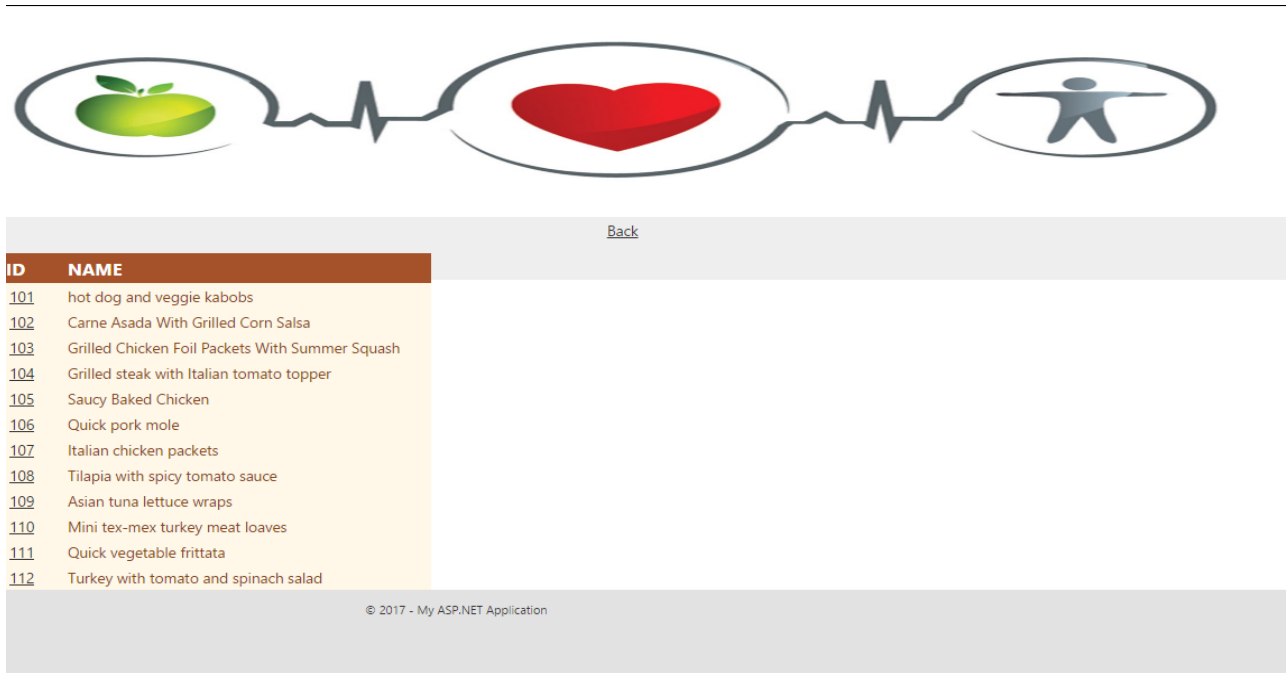 Back
ID NAME
101 hot dog and veggie kabobs
102 Carne Asada With Grilled Corn Salsa
103 Grilled Chicken Foil Packets With Summer Squash
104 Grilled steak with Italian tomato topper
105 Saucy Baked Chicken
106 Quick pork mole
107 Italian chicken packets
108 Tilapia with spicy tomato sauce
109 Asian tuna lettuce wraps
110 Mini tex-mex turkey meat loaves
111 Quick vegetable frittata
112 Turkey with tomato and spinach salad
© 2017 - My ASP.NET Application